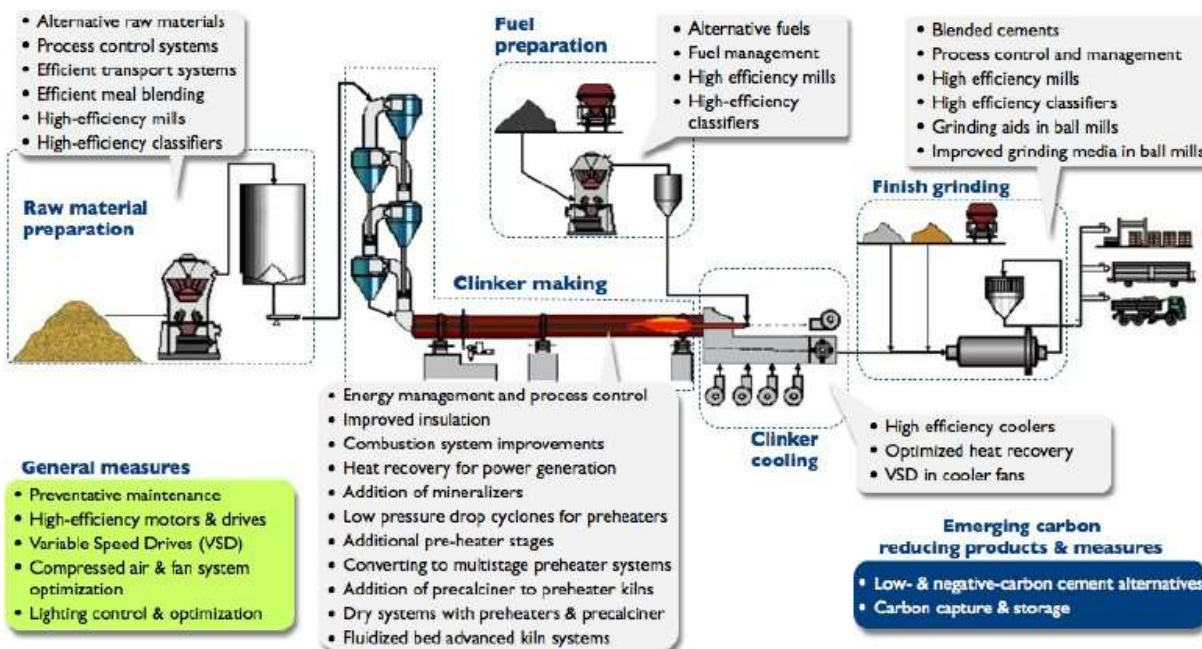 • Alternative raw materials
• Process control systems
• Efficient transport systems
• Efficient meal blending
• High-efficiency mills
• High-efficiency classifiers
Raw material
preparation
Fuel
preparation
• Alternative fuels
• Fuel management
• High efficiency mills
• High-efficiency
classifiers
• Blended cements
• Process control and management
• High efficiency mills
• High efficiency classifiers
• Grinding aids in ball mills
• Improved grinding media in ball mills
Finish grinding
Clinker making
• Energy management and process control
• Improved insulation
• Combustion system improvements
• Heat recovery for power generation
• Addition of mineralizers
• Low pressure drop cyclones for preheaters
• Additional pre-heater stages
• Converting to multistage preheater systems
• Addition of precalciner to preheater kilns
• Dry systems with preheaters & precalciner
• Fluidized bed advanced kiln systems
Clinker
cooling
• High efficiency coolers
• Optimized heat recovery
• VSD in cooler fans
General measures
• Preventative maintenance
• High-efficiency motors & drives
• Variable Speed Drives (VSD)
• Compressed air & fan system
optimization
• Lighting control & optimization
Emerging carbon
reducing products & measures
• Low- & negative-carbon cement alternatives
• Carbon capture & storage